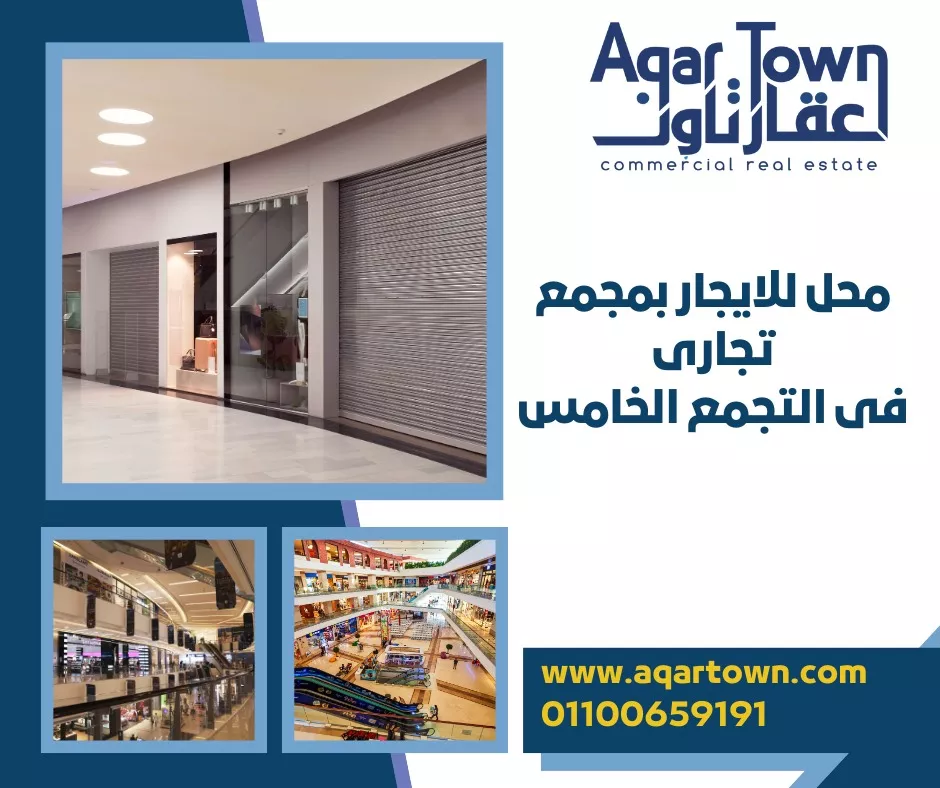 Aqar Town
عقار تاون
commercial real estate
محل للايجار بمجمع
تجارى
فى التجمع الخامس
www.aqartown.com
01100659191